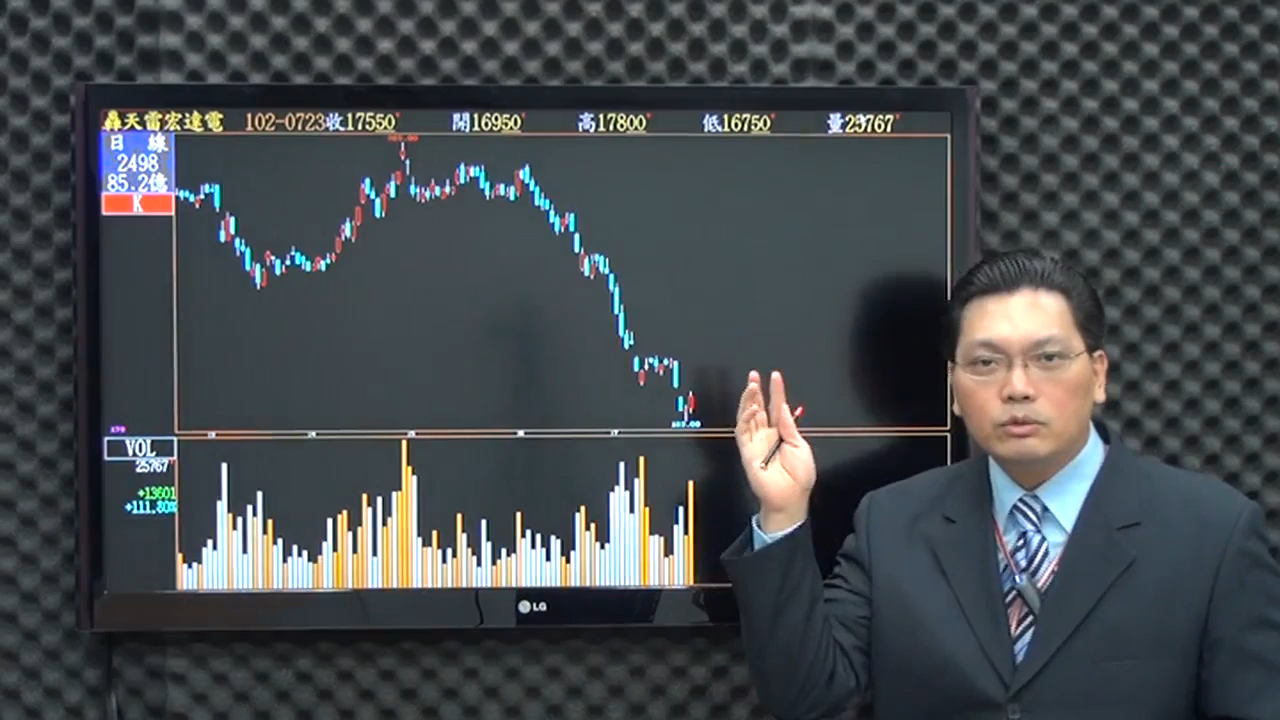 轟天雷宏達電 102-0723收17550 開16950 高17800 低16750 量25767
日 線
2498
85.2億
K
VOL
25767
+13601
+111.80%
LG